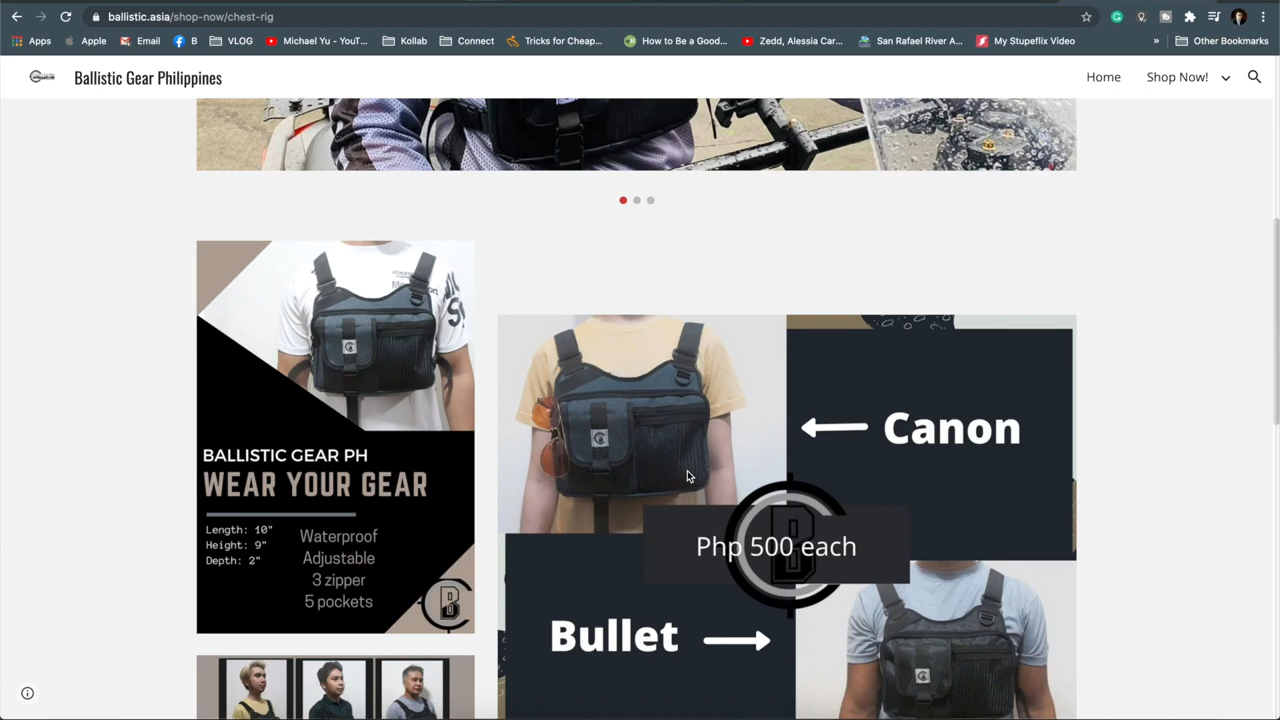 ballistic.asia/shop-now/chest-rig
Apps
Apple
Email
B
VLOG
Michael Yu - YouT...
Kollab
Connect
Tricks for Cheap...
How to Be a Good...
Zedd, Alessia Car...
San Rafael River A...
My Stupeflix Video
»
Other Bookmarks
Ballistic Gear Philippines
Home
Shop Now!
BALLISTIC GEAR PH
WEAR YOUR GEAR
Length: 10"
Height: 9"
Depth: 2"
Waterproof
Adjustable
3 zipper
5 pockets
B
Canon
Php 500 each
B
Bullet